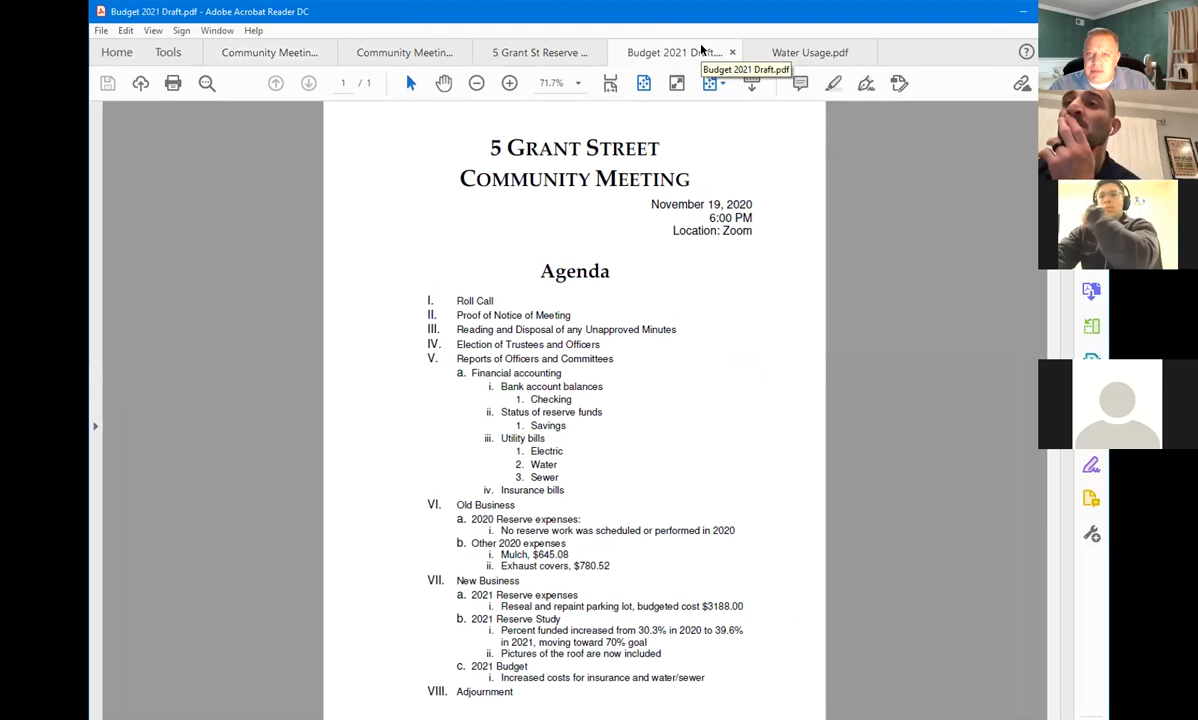 Budget 2021 Draft.pdf - Adobe Acrobat Reader DC
File Edit View Sign Window Help
Home Tools Community Meetin... Community Meetin... 5 Grant St Reserve ... Budget 2021 Draft.... × Water Usage.pdf
Budget 2021 Draft.pdf
1 / 1 71.7%
5 GRANT STREET
COMMUNITY MEETING
November 19, 2020
6:00 PM
Location: Zoom
Agenda
I. Roll Call
II. Proof of Notice of Meeting
III. Reading and Disposal of any Unapproved Minutes
IV. Election of Trustees and Officers
V. Reports of Officers and Committees
a. Financial accounting
i. Bank account balances
1. Checking
ii. Status of reserve funds
1. Savings
iii. Utility bills
1. Electric
2. Water
3. Sewer
iv. Insurance bills
VI. Old Business
a. 2020 Reserve expenses:
i. No reserve work was scheduled or performed in 2020
b. Other 2020 expenses
i. Mulch, $645.08
ii. Exhaust covers, $780.52
VII. New Business
a. 2021 Reserve expenses
i. Reseal and repaint parking lot, budgeted cost $3188.00
b. 2021 Reserve Study
i. Percent funded increased from 30.3% in 2020 to 39.6%
in 2021, moving toward 70% goal
ii. Pictures of the roof are now included
c. 2021 Budget
i. Increased costs for insurance and water/sewer
VIII. Adjournment